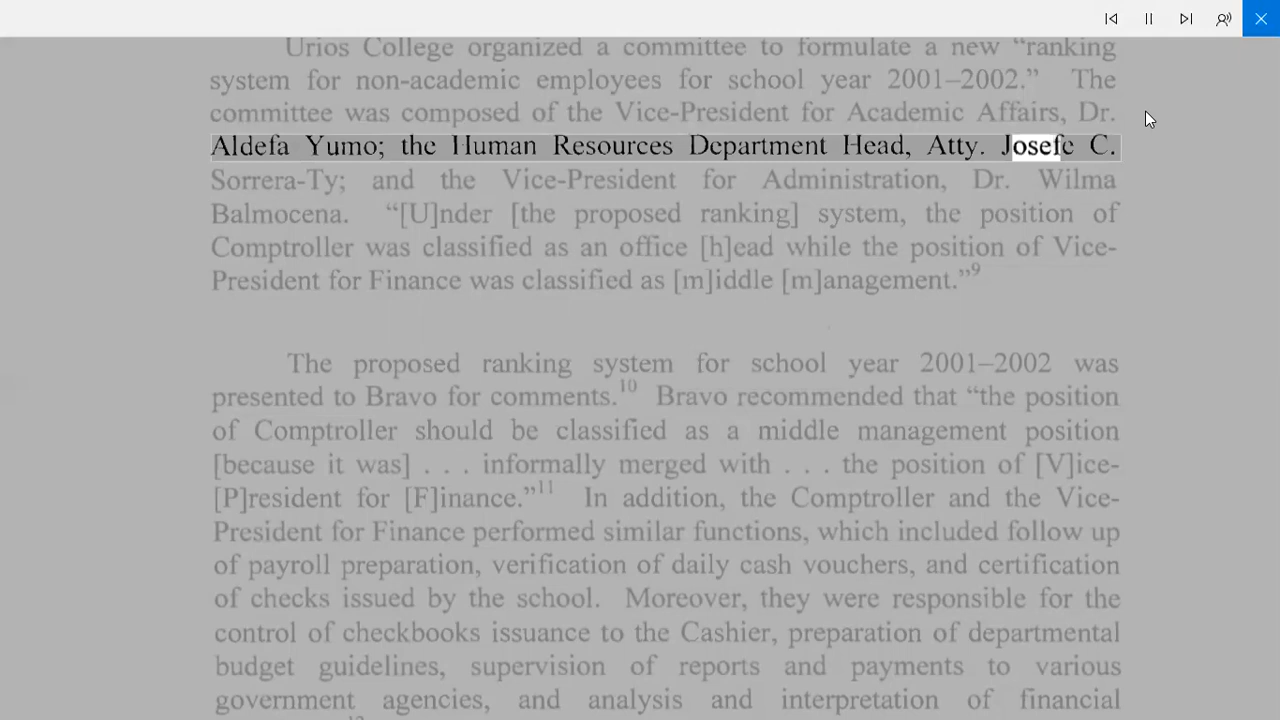 Urios College organized a committee to formulate a new “ranking
system for non-academic employees for school year 2001–2002.” The
committee was composed of the Vice-President for Academic Affairs, Dr.
Aldefa Yumo; the Human Resources Department Head, Atty. Josefe C.
Sorrera-Ty; and the Vice-President for Administration, Dr. Wilma
Balmocena. “[U]nder [the proposed ranking] system, the position of
Comptroller was classified as an office [h]ead while the position of Vice-
President for Finance was classified as [m]iddle [m]anagement.”9
The proposed ranking system for school year 2001–2002 was
presented to Bravo for comments.10 Bravo recommended that “the position
of Comptroller should be classified as a middle management position
[because it was] . . . informally merged with . . . the position of [V]ice-
[P]resident for [F]inance.”11 In addition, the Comptroller and the Vice-
President for Finance performed similar functions, which included follow up
of payroll preparation, verification of daily cash vouchers, and certification
of checks issued by the school. Moreover, they were responsible for the
control of checkbooks issuance to the Cashier, preparation of departmental
budget guidelines, supervision of reports and payments to various
government agencies, and analysis and interpretation of financial